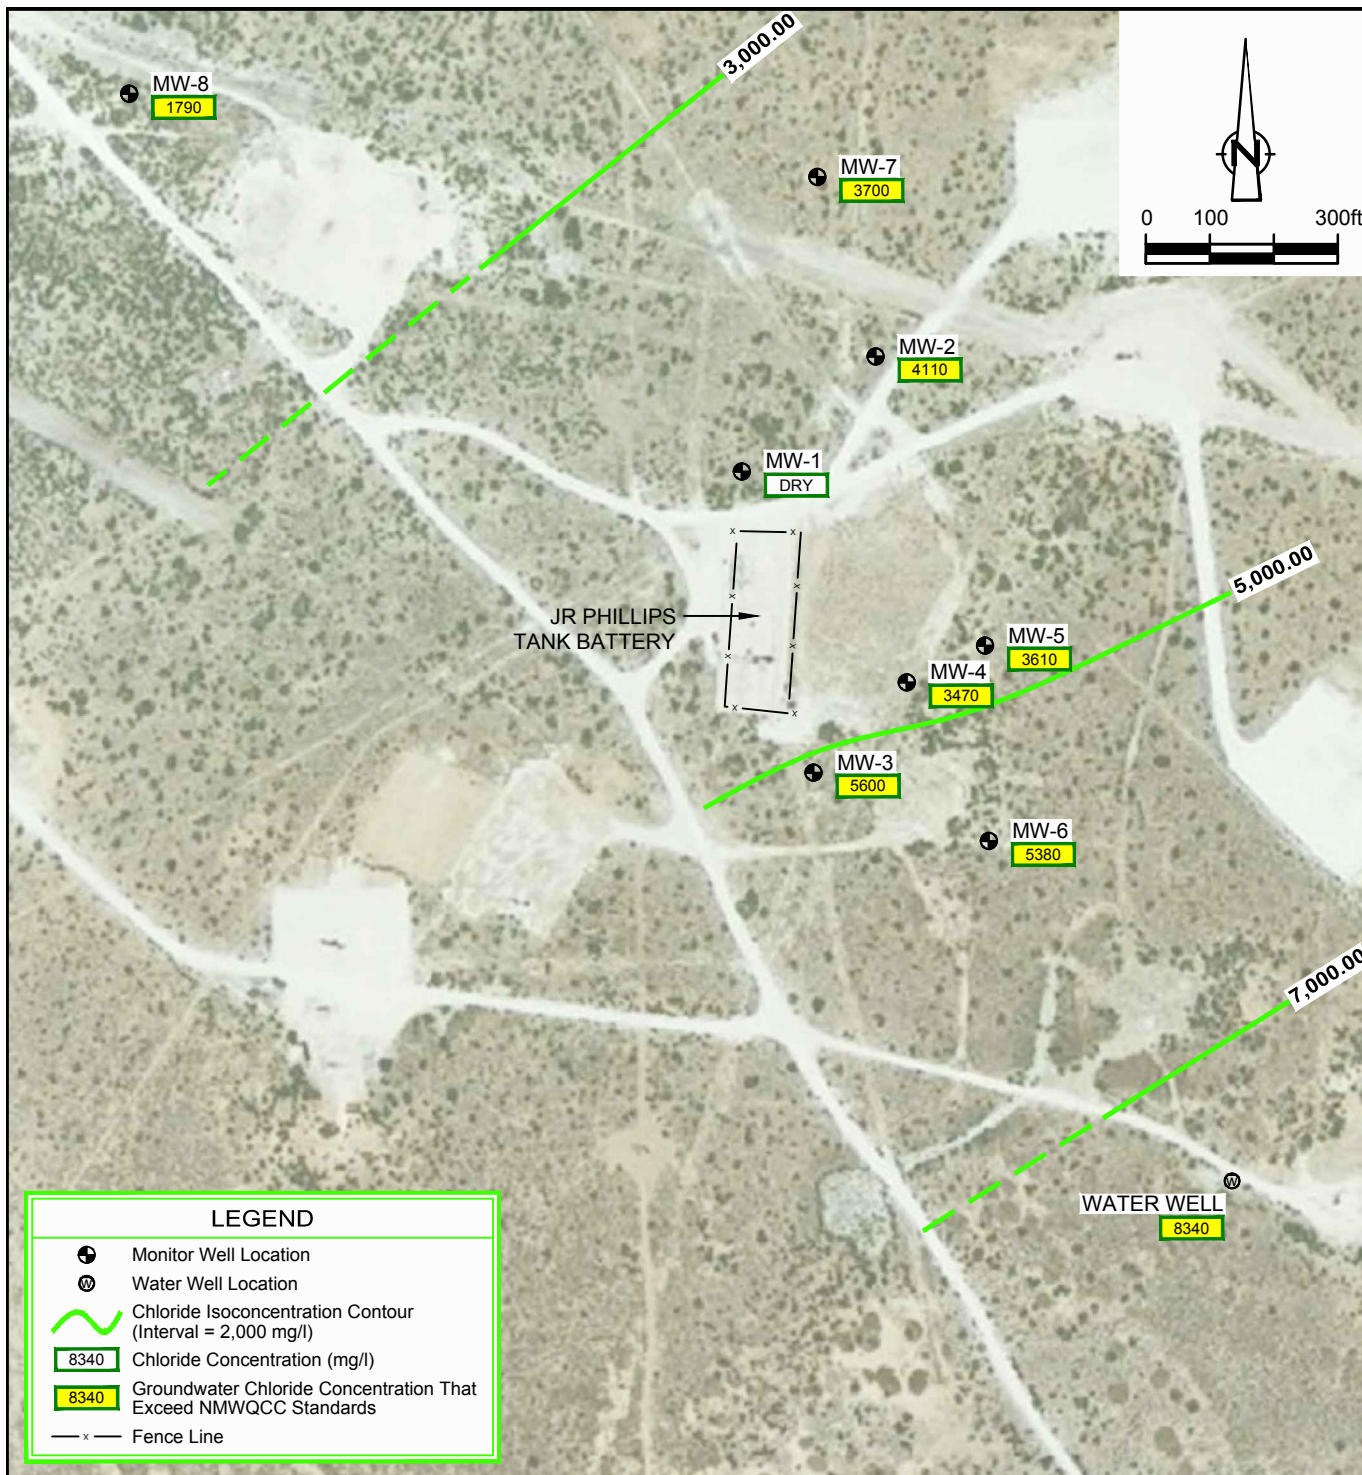 3,000.00
MW-8
1790
N
MW-7
3700
0 100 300ft
MW-2
4110
MW-1
DRY
5,000.00
JR PHILLIPS
TANK BATTERY
MW-5
3610
MW-4
3470
MW-3
5600
MW-6
5380
7,000.00
W
WATER WELL
8340
LEGEND
Monitor Well Location
W Water Well Location
Chloride Isoconcentration Contour
(Interval = 2,000 mg/l)
8340 Chloride Concentration (mg/l)
8340 Groundwater Chloride Concentration That
Exceed NMWQCC Standards
x Fence Line